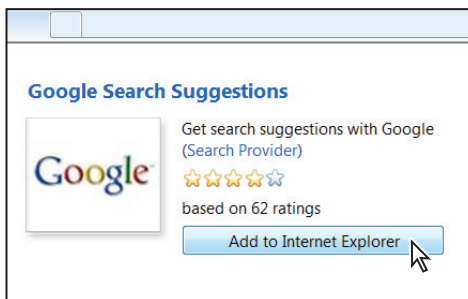 Google Search Suggestions
Google
Get search suggestions with Google
(Search Provider)
based on 62 ratings
Add to Internet Explorer